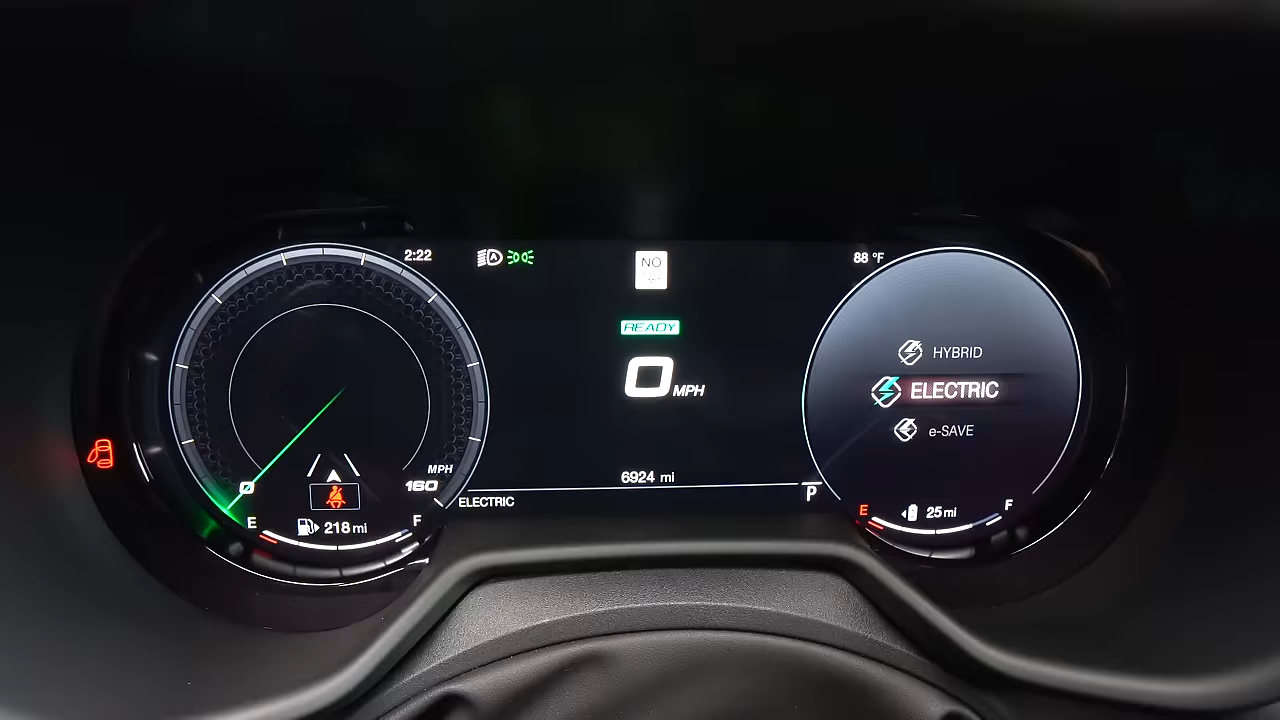 2:22
NO
88 °F
READY
0 MPH
HYBRID
ELECTRIC
e-SAVE
MPH
0
160
6924 mi
ELECTRIC
P
E
218 mi
F
E
25 mi
F